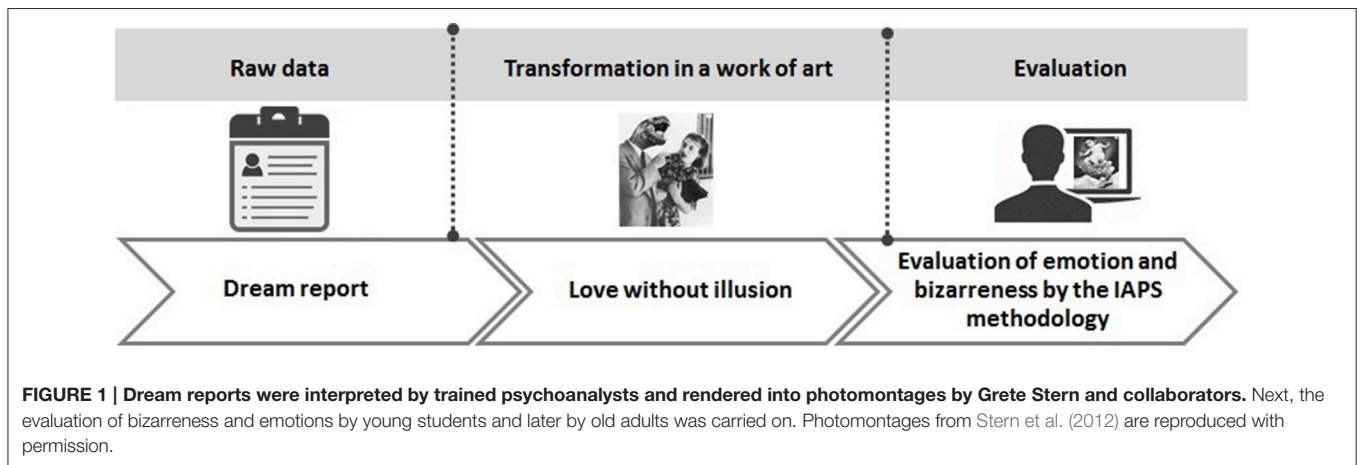 Raw data
Transformation in a work of art
Evaluation
Dream report
Love without illusion
Evaluation of emotion and
bizarreness by the IAPS
methodology
FIGURE 1 | Dream reports were interpreted by trained psychoanalysts and rendered into photomontages by Grete Stern and collaborators. Next, the
evaluation of bizarreness and emotions by young students and later by old adults was carried on. Photomontages from Stern et al. (2012) are reproduced with
permission.